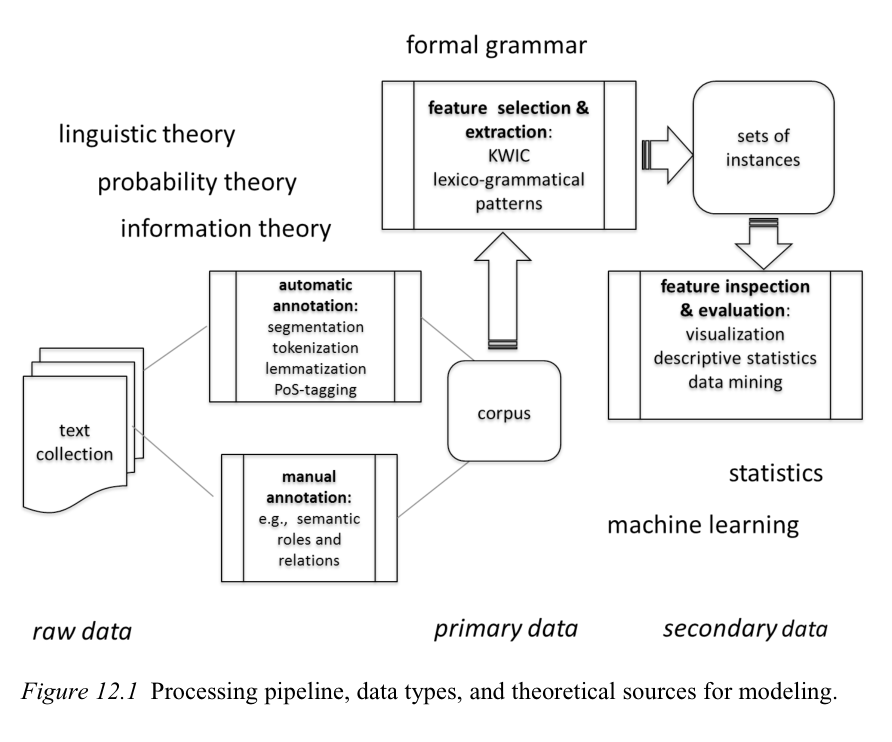 formal grammar
feature selection &
extraction:
KWIC
lexico-grammatical
patterns
sets of
instances
linguistic theory
probability theory
information theory
automatic
annotation:
segmentation
tokenization
lemmatization
PoS-tagging
feature inspection
& evaluation:
visualization
descriptive statistics
data mining
text
collection
corpus
manual
annotation:
e.g., semantic
roles and
relations
statistics
machine learning
raw data
primary data
secondary data
Figure 12.1 Processing pipeline, data types, and theoretical sources for modeling.